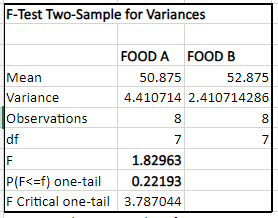 F-Test Two-Sample for Variances
FOOD A FOOD B
Mean 50.875 52.875
Variance 4.410714 2.410714286
Observations 8 8
df 7 7
F 1.82963
P(F<=f) one-tail 0.22193
F Critical one-tail 3.787044